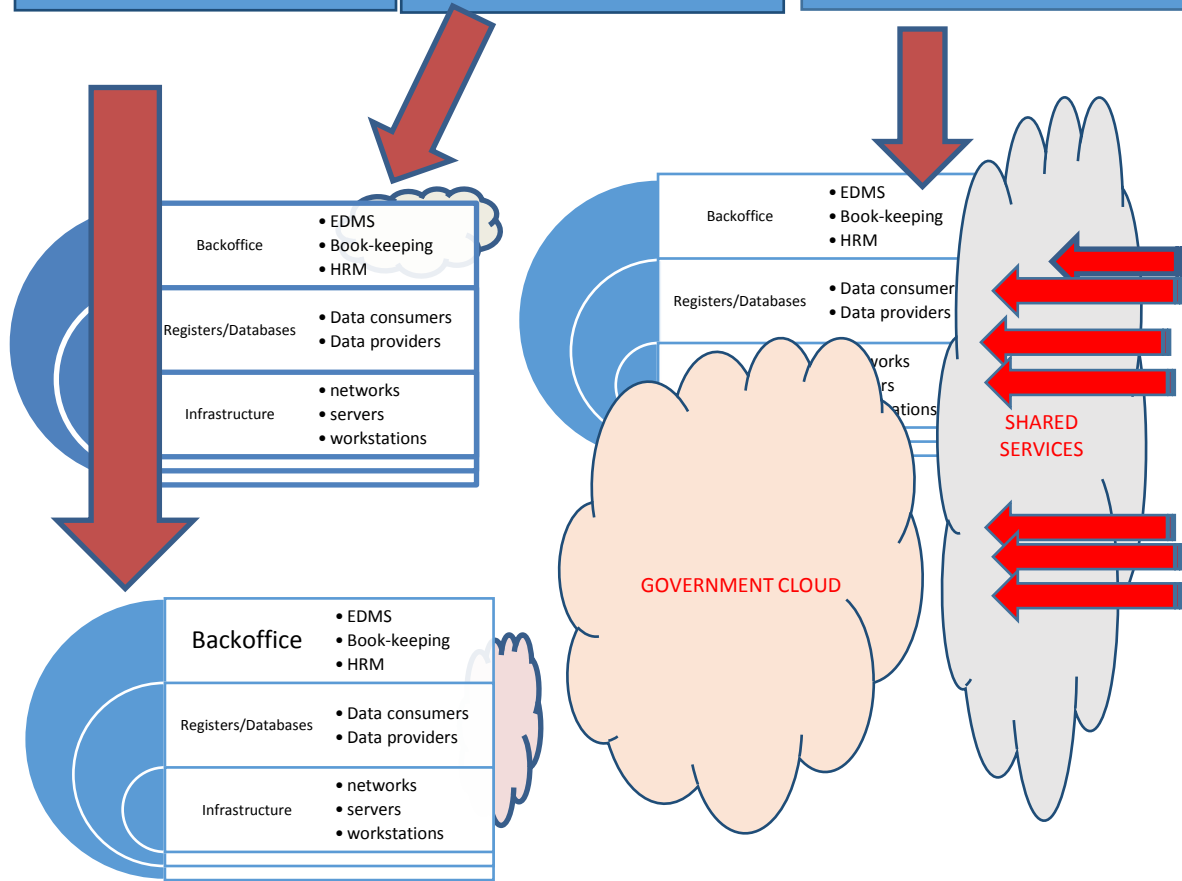 Backoffice
• EDMS
• Book-keeping
• HRM
Registers/Databases
• Data consumers
• Data providers
Infrastructure
• networks
• servers
• workstations
Backoffice
• EDMS
• Book-keeping
• HRM
Registers/Databases
• Data consumer
• Data providers
SHARED
SERVICES
GOVERNMENT CLOUD
Backoffice
• EDMS
• Book-keeping
• HRM
Registers/Databases
• Data consumers
• Data providers
Infrastructure
• networks
• servers
• workstations